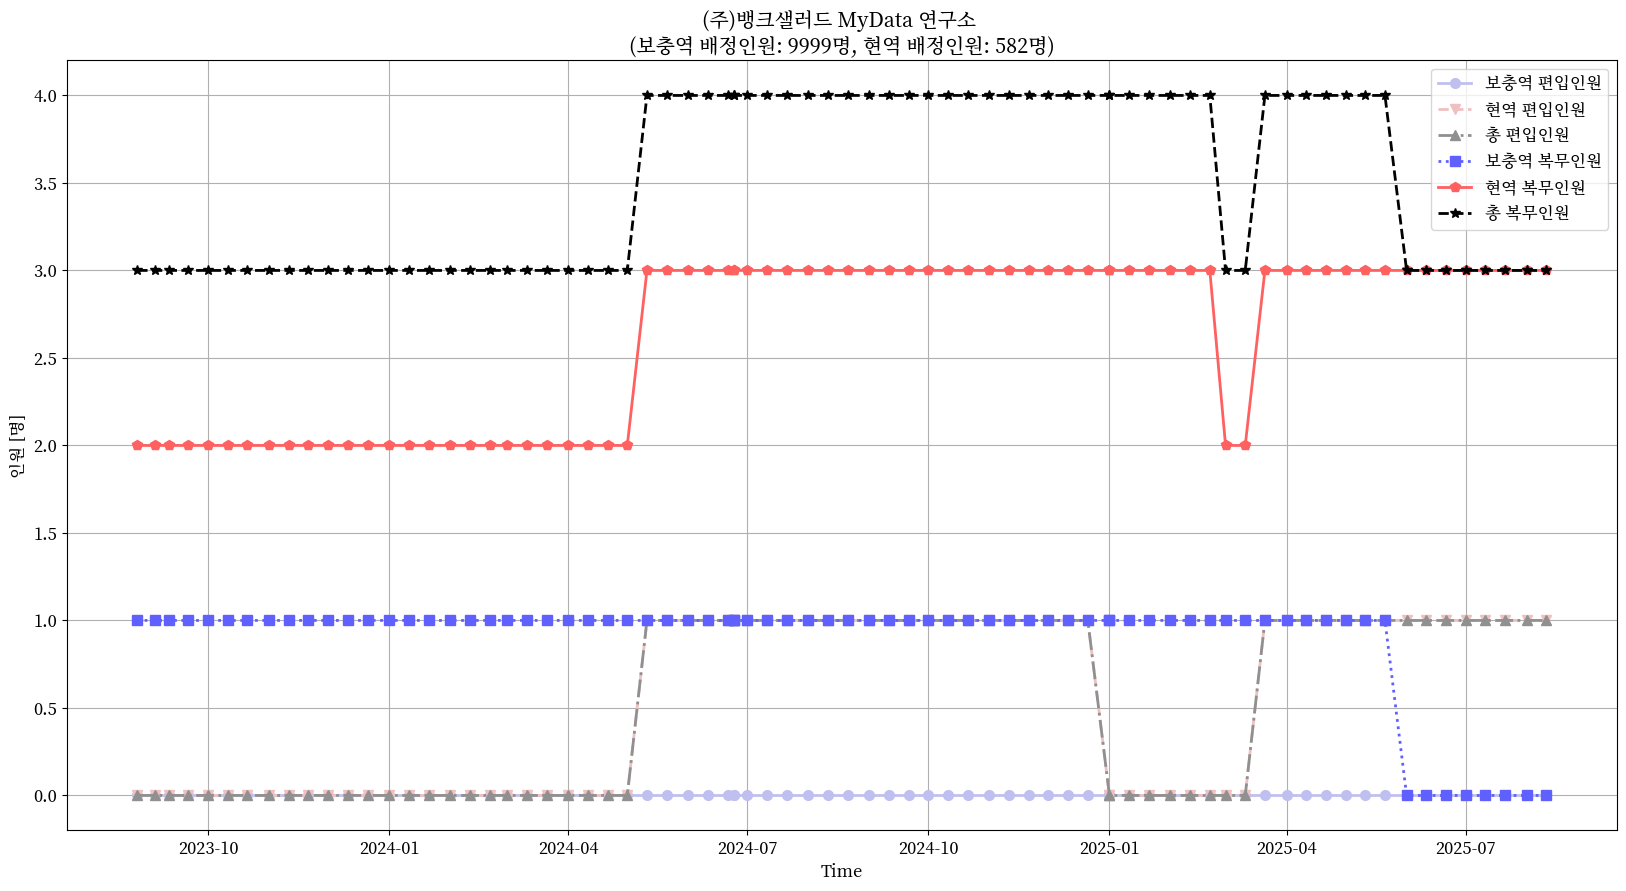 (주)뱅크샐러드 MyData 연구소
(보충역 배정인원: 9999명, 현역 배정인원: 582명)
보충역 편입인원
현역 편입인원
총 편입인원
보충역 복무인원
현역 복무인원
총 복무인원
인원 [명]
4.0
3.5
3.0
2.5
2.0
1.5
1.0
0.5
0.0
2023-10
2024-01
2024-04
2024-07
2024-10
2025-01
2025-04
2025-07
Time